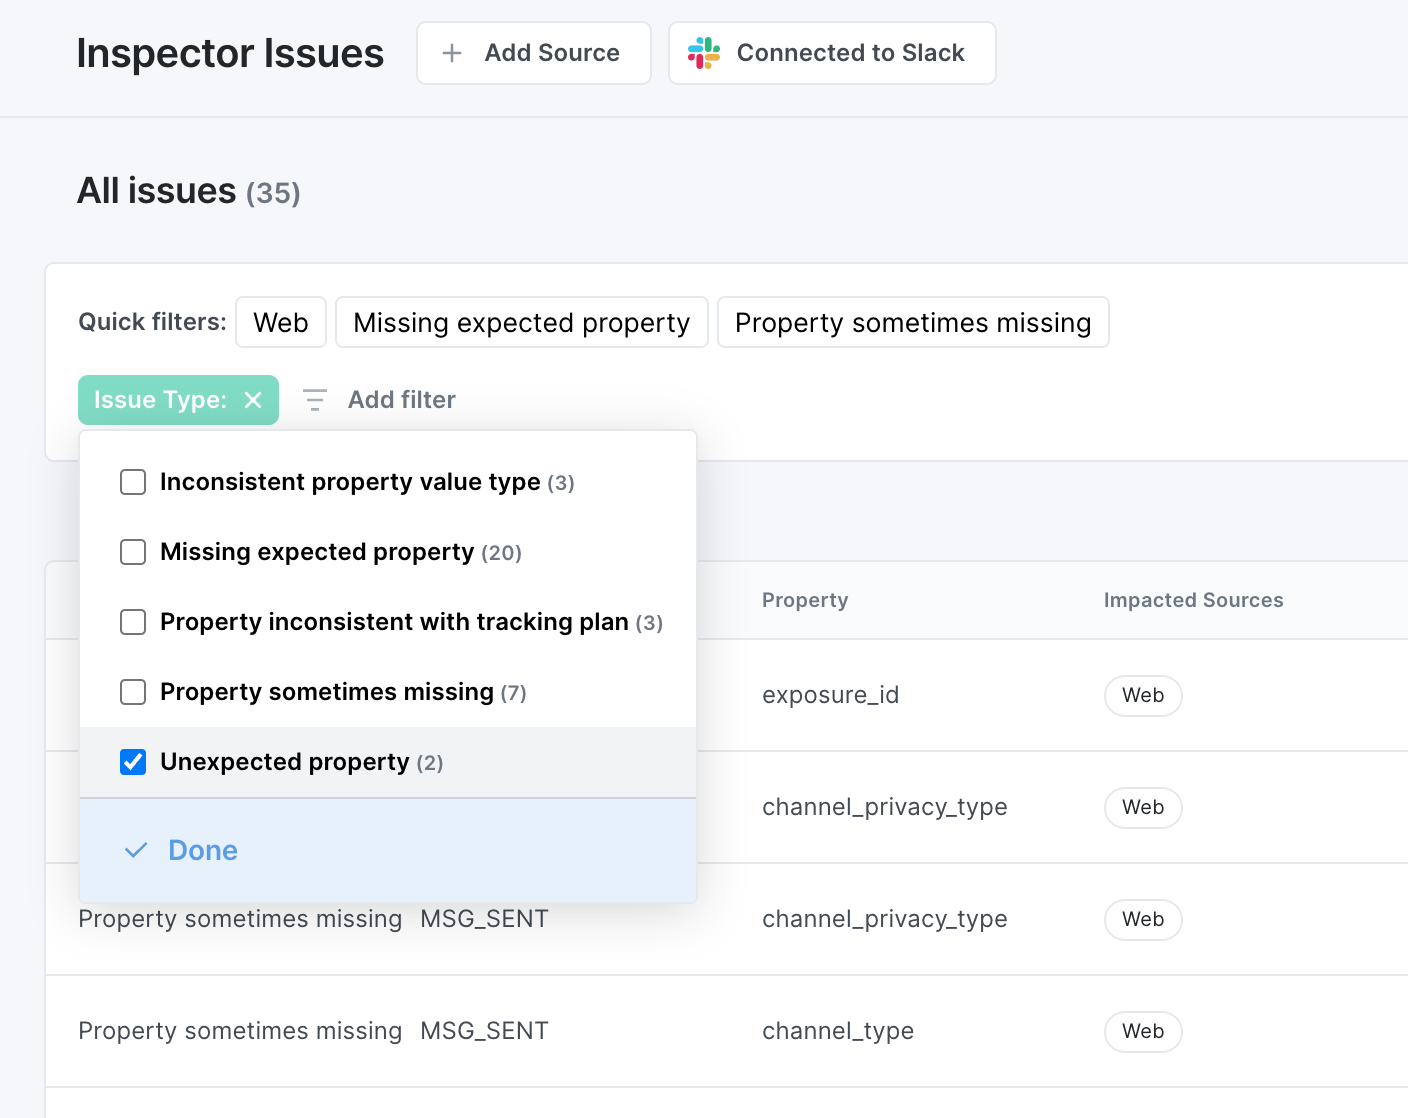 Inspector Issues
Add Source
Connected to Slack
All issues (35)
Quick filters: Web Missing expected property Property sometimes missing
Issue Type: Add filter
Inconsistent property value type (3)
Missing expected property (20)
Property inconsistent with tracking plan (3)
Property sometimes missing (7)
Unexpected property (2)
Done
Property Impacted Sources
exposure_id Web
channel_privacy_type Web
Property sometimes missing MSG_SENT channel_privacy_type Web
Property sometimes missing MSG_SENT channel_type Web